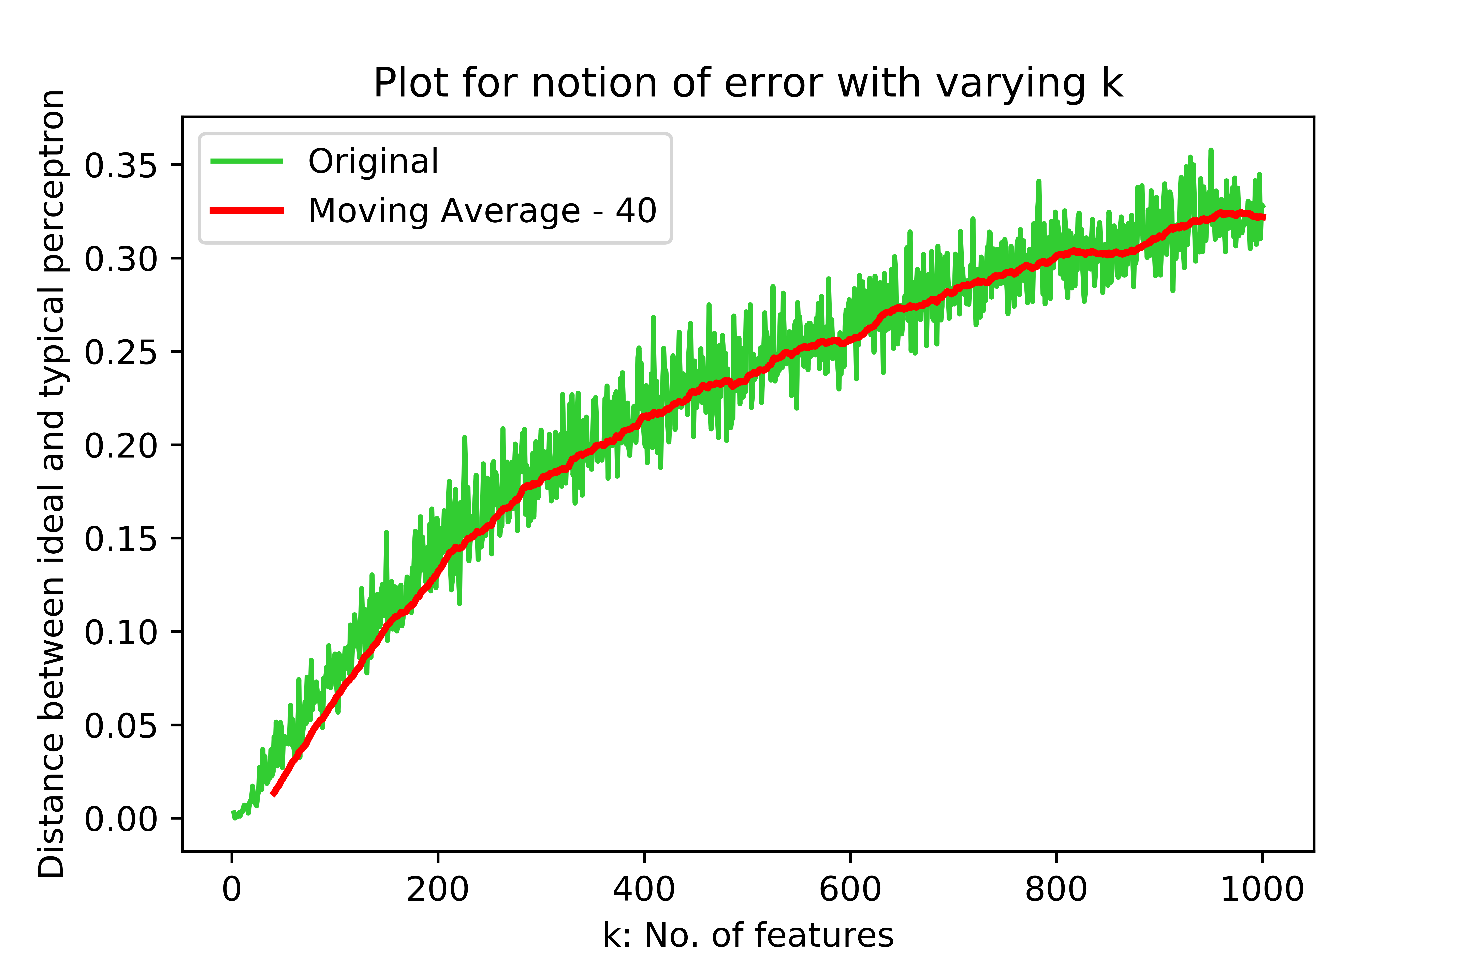 Plot for notion of error with varying k
Original
Moving Average - 40
Distance between ideal and typical perceptron
0.35
0.30
0.25
0.20
0.15
0.10
0.05
0.00
0 200 400 600 800 1000
k: No. of features